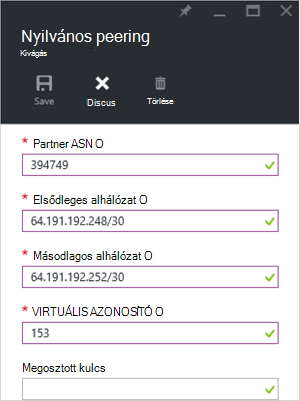 Nyilvános peering
Kivágás
Save Discus Törlése
* Partner ASN O
394749
* Elsődleges alhálózat O
64.191.192.248/30
* Másodlagos alhálózat O
64.191.192.252/30
* VIRTUÁLIS AZONOSÍTÓ O
153
Megosztott kulcs